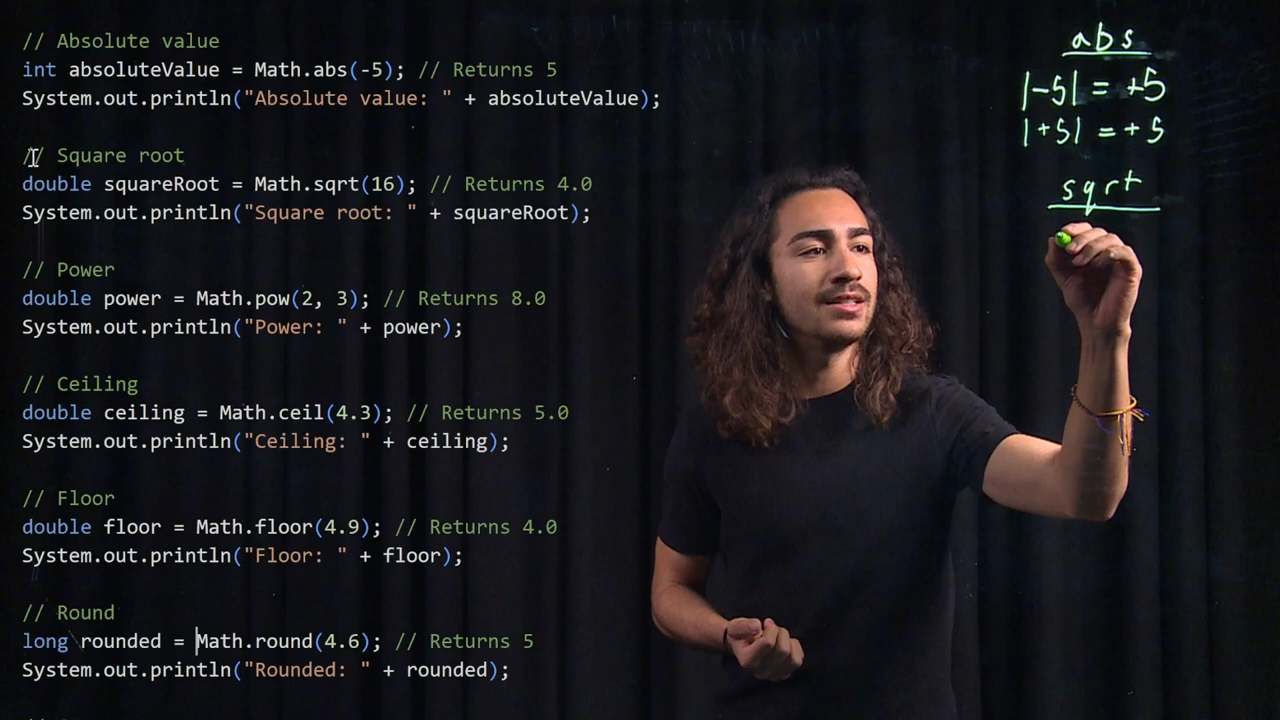 // Absolute value
int absoluteValue = Math.abs(-5); // Returns 5
System.out.println("Absolute value: " + absoluteValue);
// Square root
double squareRoot = Math.sqrt(16); // Returns 4.0
System.out.println("Square root: " + squareRoot);
// Power
double power = Math.pow(2, 3); // Returns 8.0
System.out.println("Power: " + power);
// Ceiling
double ceiling = Math.ceil(4.3); // Returns 5.0
System.out.println("Ceiling: " + ceiling);
// Floor
double floor = Math.floor(4.9); // Returns 4.0
System.out.println("Floor: " + floor);
// Round
long rounded = Math.round(4.6); // Returns 5
System.out.println("Rounded: " + rounded);
abs
|-5| = +5
|+5| = +5
sqrt